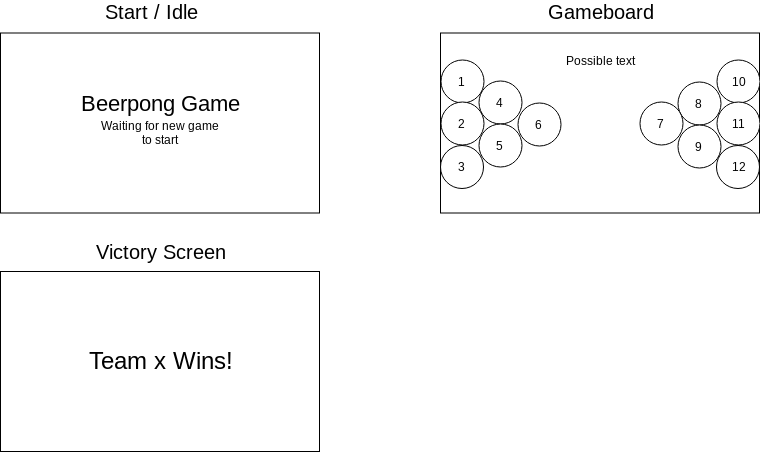 Start / Idle
Beerpong Game
Waiting for new game
to start
Gameboard
Possible text
1
2
3
4
5
6
7
8
9
10
11
12
Victory Screen
Team x Wins!